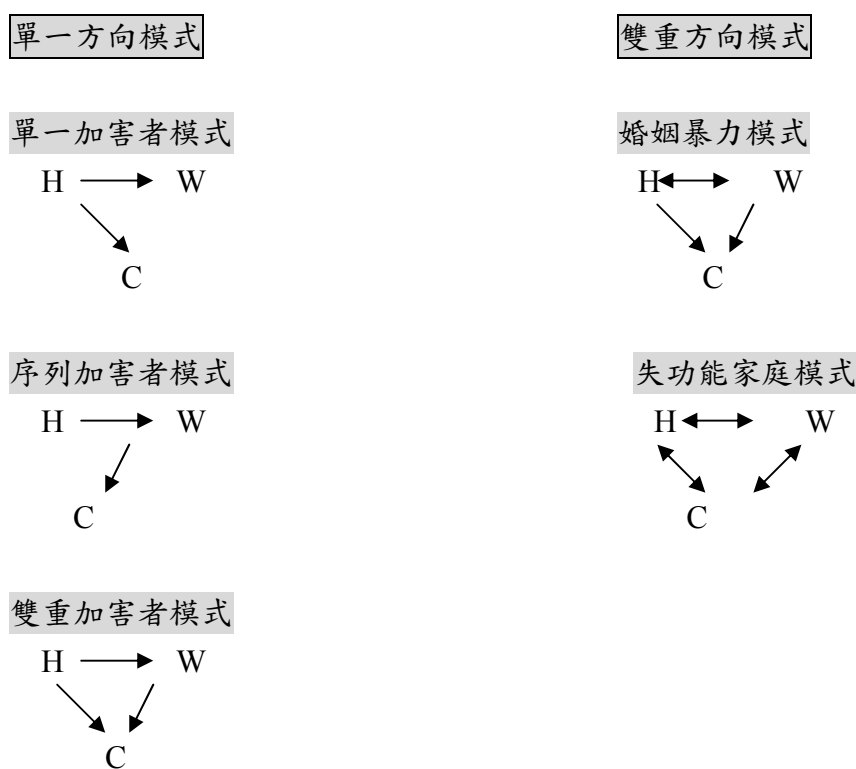 單一方向模式
雙重方向模式
單一加害者模式
婚姻暴力模式
H W
H W
C
C
序列加害者模式
失功能家庭模式
H W
H W
C
C
雙重加害者模式
H W
C